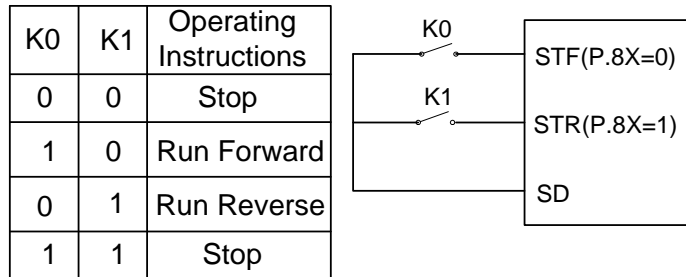 K0 K1 Operating Instructions
0 0 Stop
1 0 Run Forward
0 1 Run Reverse
1 1 Stop
K0
STF(P.8X=0)
K1
STR(P.8X=1)
SD